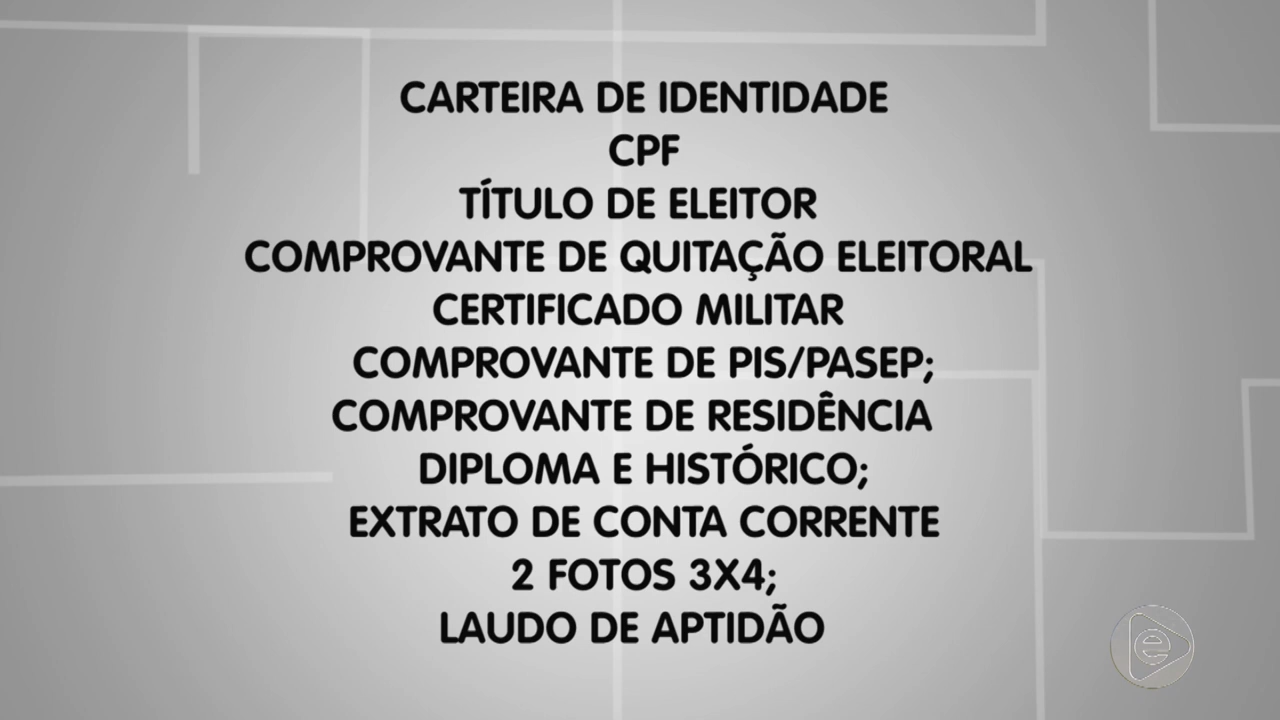 CARTEIRA DE IDENTIDADE
CPF
TÍTULO DE ELEITOR
COMPROVANTE DE QUITAÇÃO ELEITORAL
CERTIFICADO MILITAR
COMPROVANTE DE PIS/PASEP;
COMPROVANTE DE RESIDÊNCIA
DIPLOMA E HISTÓRICO;
EXTRATO DE CONTA CORRENTE
2 FOTOS 3X4;
LAUDO DE APTIDÃO
e